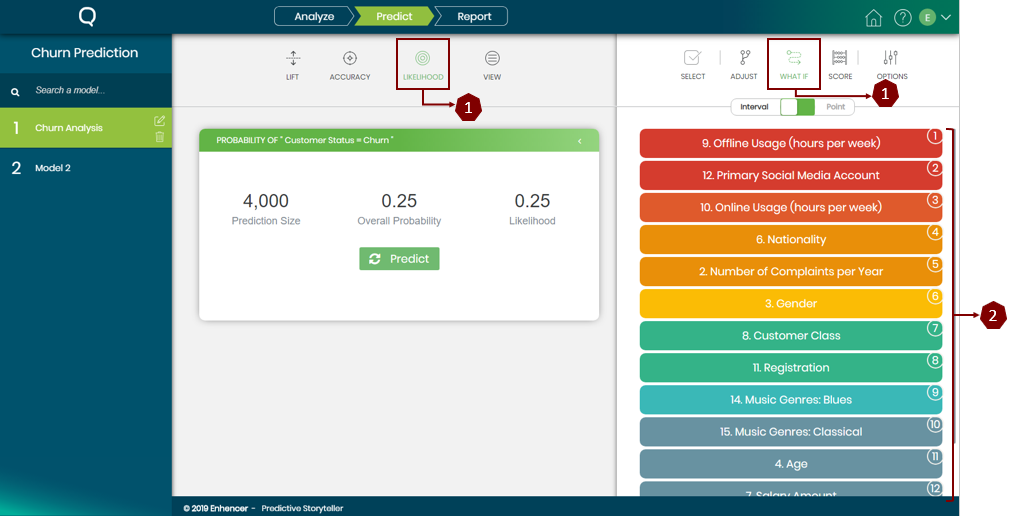 Q
Analyze Predict Report
E
Churn Prediction
Search a model...
1 Churn Analysis
2 Model 2
LIFT ACCURACY LIKELIHOOD VIEW
1
SELECT ADJUST WHAT IF SCORE OPTIONS
1
Interval Point
PROBABILITY OF " Customer Status = Churn "
4,000 0.25 0.25
Prediction Size Overall Probability Likelihood
Predict
9. Offline Usage (hours per week) 1
12. Primary Social Media Account 2
10. Online Usage (hours per week) 3
6. Nationality 4
2. Number of Complaints per Year 5
3. Gender 6
8. Customer Class 7
11. Registration 8
14. Music Genres: Blues 9
15. Music Genres: Classical 10
4. Age 11
7. Salary Amount 12
2
© 2019 Enhencer - Predictive Storyteller